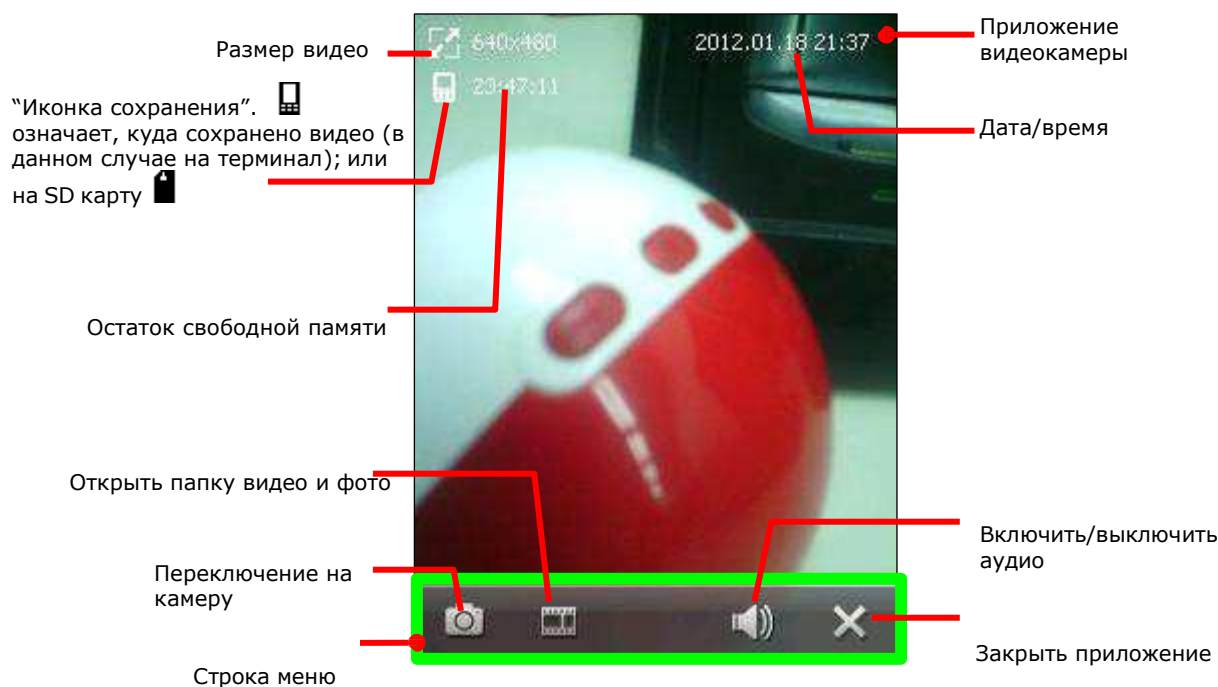 Размер видео
640x480
2012.01.18 21:37
Приложение
видеокамеры
“Иконка сохранения”.
означает, куда сохранено видео (в
данном случае на терминал); или
на SD карту
23:47:11
Дата/время
Остаток свободной памяти
Открыть папку видео и фото
Включить/выключить
аудио
Переключение на
камеру
Закрыть приложение
Строка меню